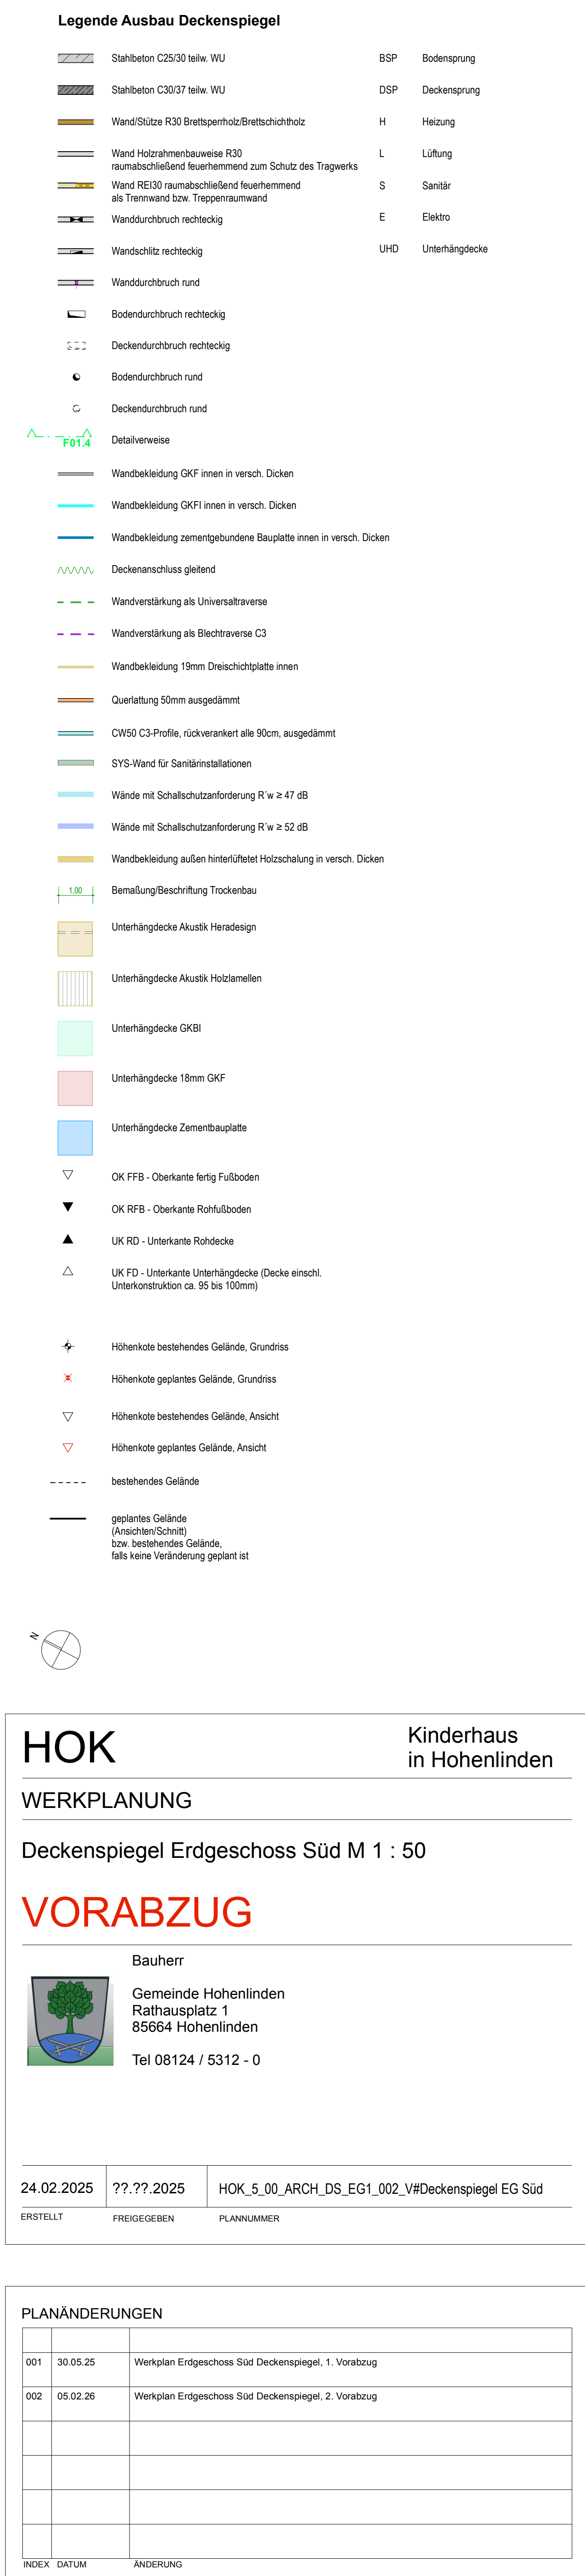 Legende Ausbau Deckenspiegel
Stahlbeton C25/30 teilw. WU
BSP Bodensprung
Stahlbeton C30/37 teilw. WU
DSP Deckensprung
Wand/Stütze R30 Brettsperrholz/Brettschichtholz
H Heizung
Wand Holzrahmenbauweise R30
raumabschließend feuerhemmend zum Schutz des Tragwerks
L Lüftung
Wand REI30 raumabschließend feuerhemmend
als Trennwand bzw. Treppenraumwand
S Sanitär
Wanddurchbruch rechteckig
E Elektro
Wandschlitz rechteckig
UHD Unterhängdecke
Wanddurchbruch rund
Bodendurchbruch rechteckig
Deckendurchbruch rechteckig
Bodendurchbruch rund
Deckendurchbruch rund
F01.4
Detailverweise
Wandbekleidung GKF innen in versch. Dicken
Wandbekleidung GKFI innen in versch. Dicken
Wandbekleidung zementgebundene Bauplatte innen in versch. Dicken
Deckenanschluss gleitend
Wandverstärkung als Universaltraverse
Wandverstärkung als Blechtraverse C3
Wandbekleidung 19mm Dreischichtplatte innen
Querlattung 50mm ausgedämmt
CW50 C3-Profile, rückverankert alle 90cm, ausgedämmt
SYS-Wand für Sanitärinstallationen
Wände mit Schallschutzanforderung R´w ≥ 47 dB
Wände mit Schallschutzanforderung R´w ≥ 52 dB
Wandbekleidung außen hinterlüftetet Holzschalung in versch. Dicken
1,00
Bemaßung/Beschriftung Trockenbau
Unterhängdecke Akustik Heradesign
Unterhängdecke Akustik Holzlamellen
Unterhängdecke GKBI
Unterhängdecke 18mm GKF
Unterhängdecke Zementbauplatte
OK FFB - Oberkante fertig Fußboden
OK RFB - Oberkante Rohfußboden
UK RD - Unterkante Rohdecke
UK FD - Unterkante Unterhängdecke (Decke einschl.
Unterkonstruktion ca. 95 bis 100mm)
Höhenkote bestehendes Gelände, Grundriss
Höhenkote geplantes Gelände, Grundriss
Höhenkote bestehendes Gelände, Ansicht
Höhenkote geplantes Gelände, Ansicht
bestehendes Gelände
geplantes Gelände
(Ansichten/Schnitt)
bzw. bestehendes Gelände,
falls keine Veränderung geplant ist
N
HOK
Kinderhaus
in Hohenlinden
WERKPLANUNG
Deckenspiegel Erdgeschoss Süd M 1 : 50
VORABZUG
Bauherr
Gemeinde Hohenlinden
Rathausplatz 1
85664 Hohenlinden
Tel 08124 / 5312 - 0
24.02.2025 ??.??.2025 HOK_5_00_ARCH_DS_EG1_002_V#Deckenspiegel EG Süd
ERSTELLT FREIGEGEBEN PLANNUMMER
PLANÄNDERUNGEN
001 30.05.25 Werkplan Erdgeschoss Süd Deckenspiegel, 1. Vorabzug
002 05.02.26 Werkplan Erdgeschoss Süd Deckenspiegel, 2. Vorabzug
INDEX DATUM ÄNDERUNG